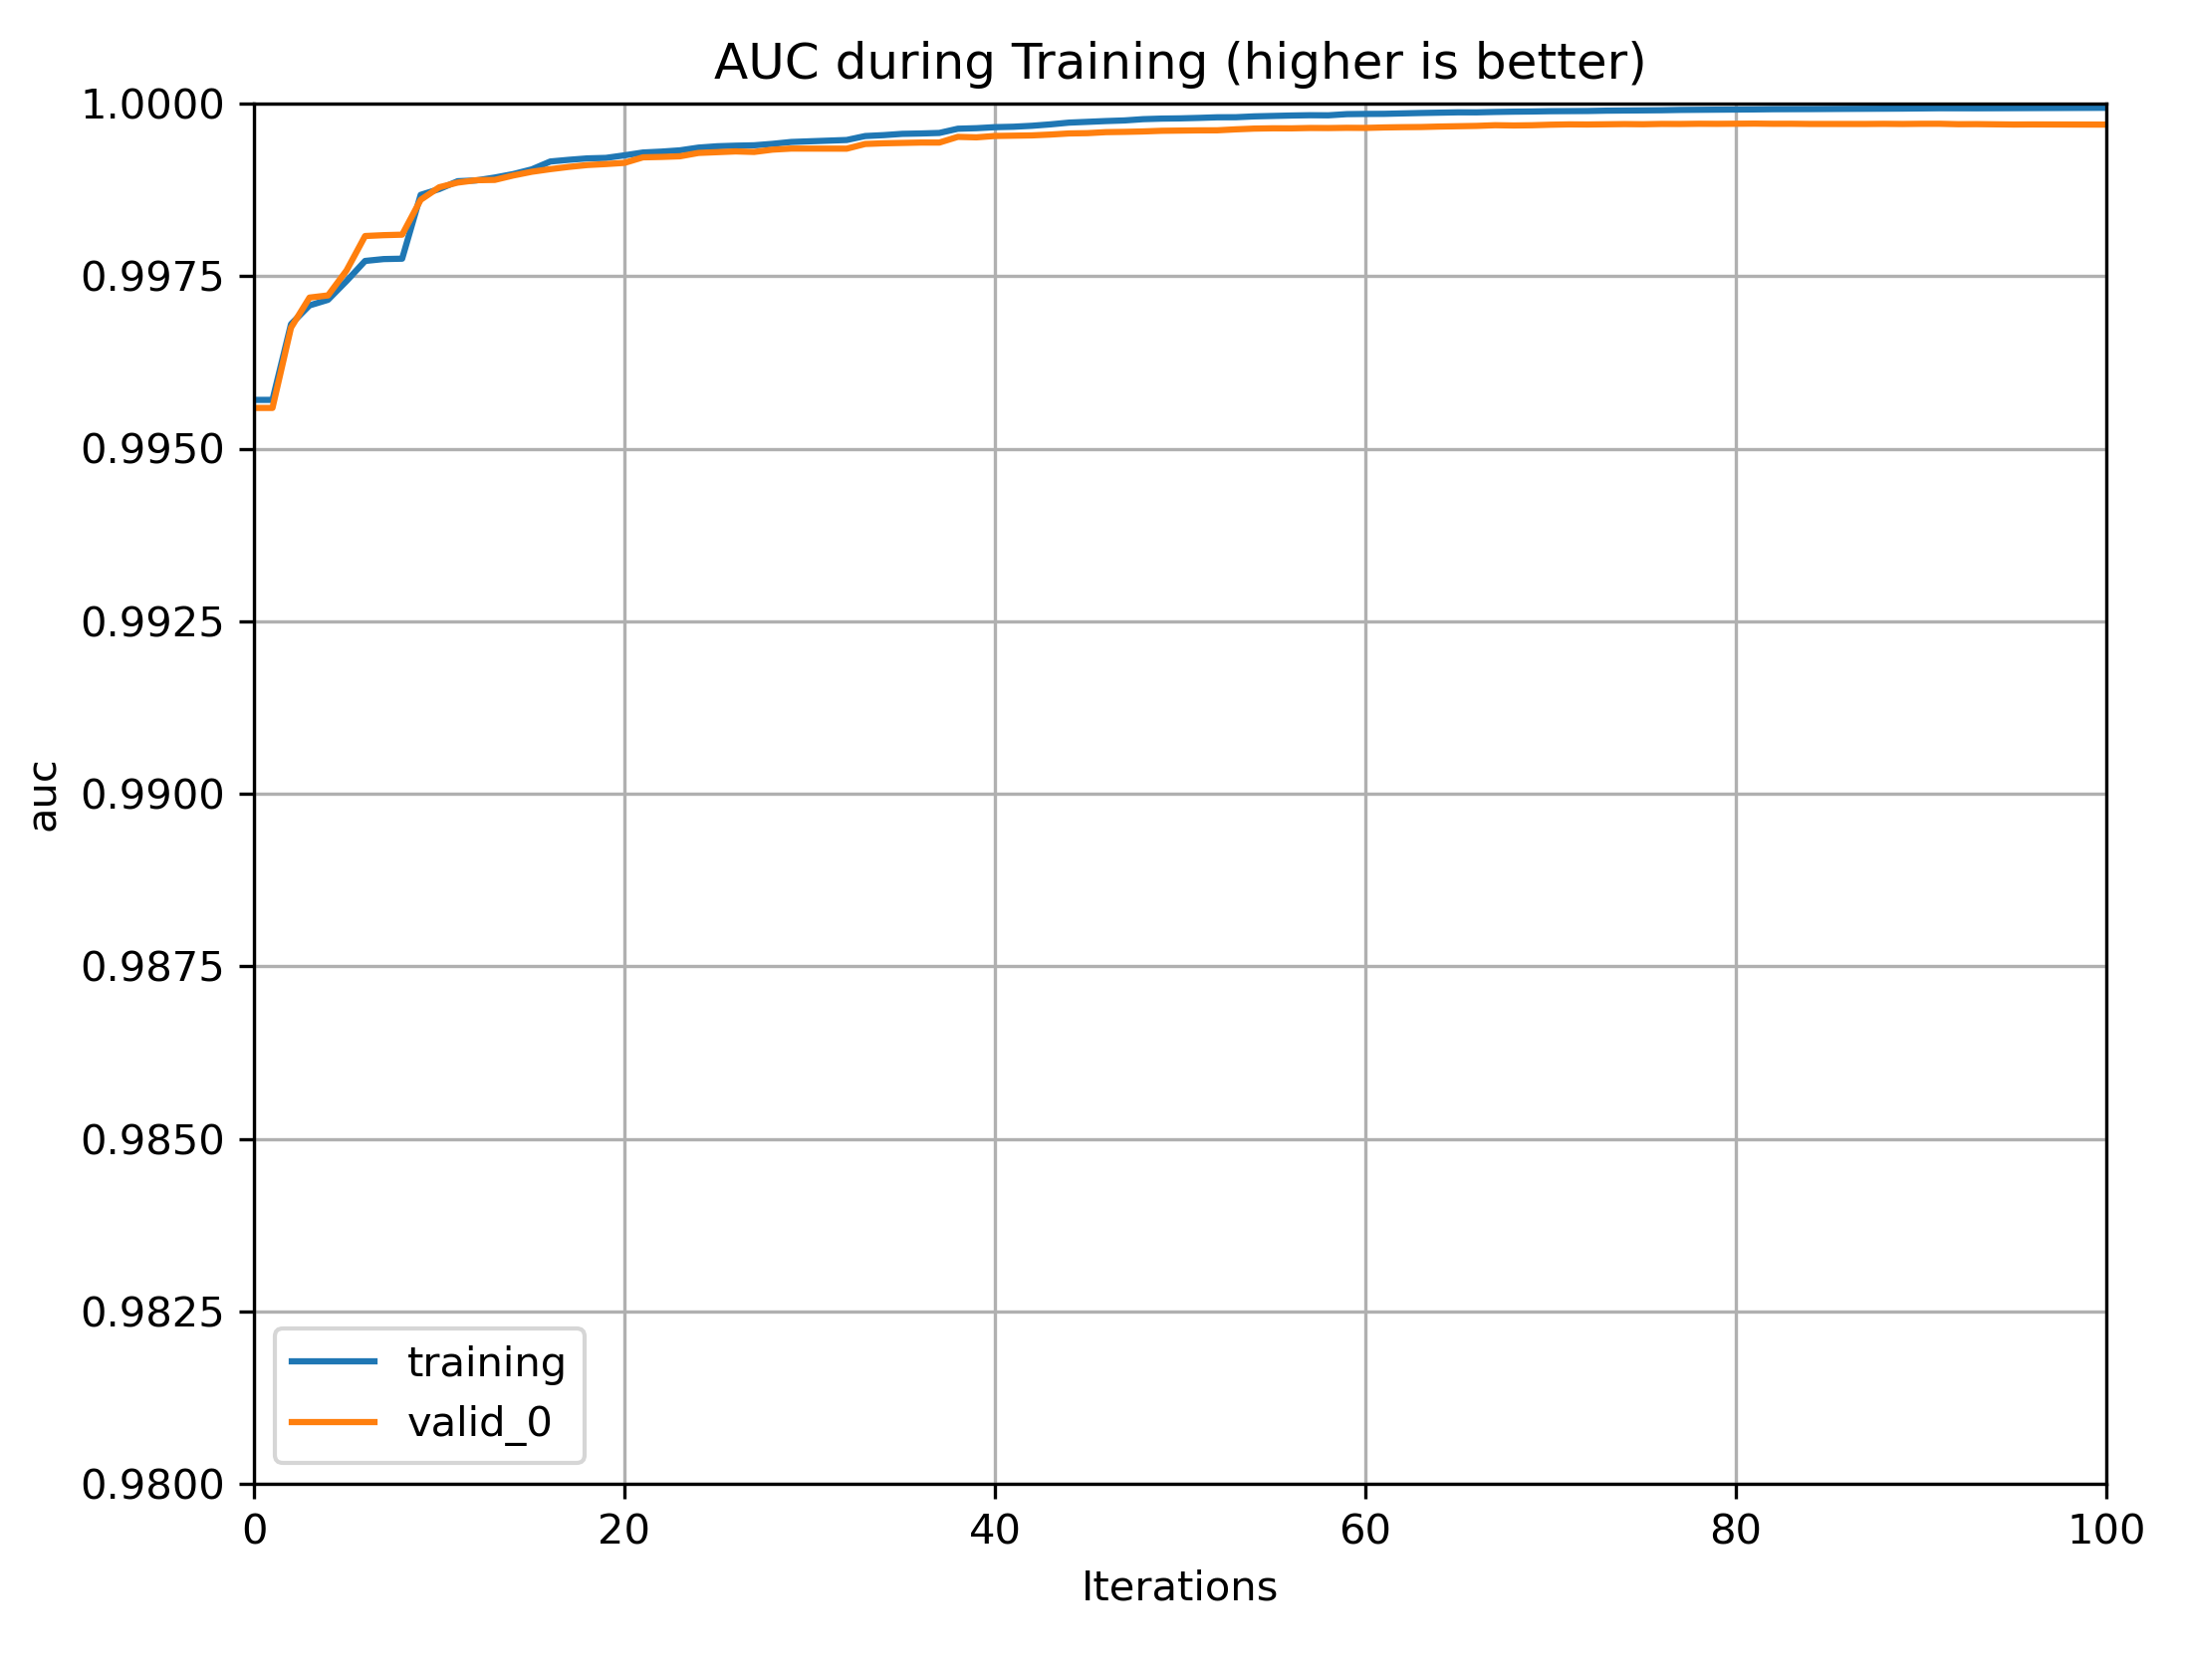 AUC during Training (higher is better)
1.0000
0.9975
0.9950
0.9925
0.9900
0.9875
0.9850
0.9825
0.9800
auc
training
valid_0
0 20 40 60 80 100
Iterations